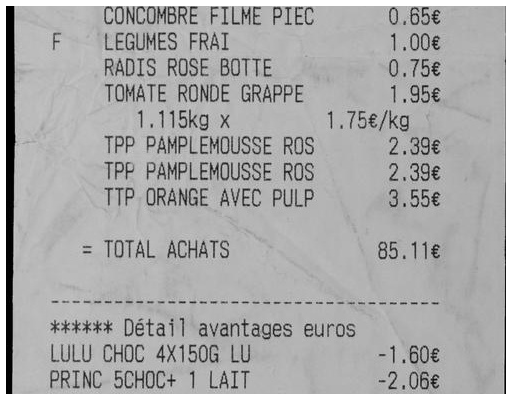 CONCOMBRE FILME PIEC 0.65€
F LEGUMES FRAI 1.00€
RADIS ROSE BOTTE 0.75€
TOMATE RONDE GRAPPE 1.95€
1.115kg x 1.75€/kg
TPP PAMPLEMOUSSE ROS 2.39€
TPP PAMPLEMOUSSE ROS 2.39€
TTP ORANGE AVEC PULP 3.55€
= TOTAL ACHATS 85.11€
----------------------------------------
****** Détail avantages euros
LULU CHOC 4X150G LU -1.60€
PRINC 5CHOC+ 1 LAIT -2.06€